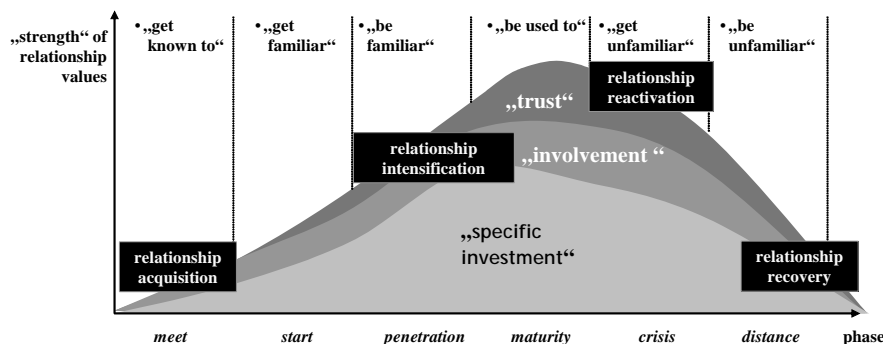 „strength“ of
relationship
values
• „get
known to“
• „get
familiar“
• „be
familiar“
• „be used to“
• „get
unfamiliar“
• „be
unfamiliar“
relationship
reactivation
„trust“
relationship
intensification
„involvement “
„specific
investment“
relationship
acquisition
relationship
recovery
meet
start
penetration
maturity
crisis
distance
phase